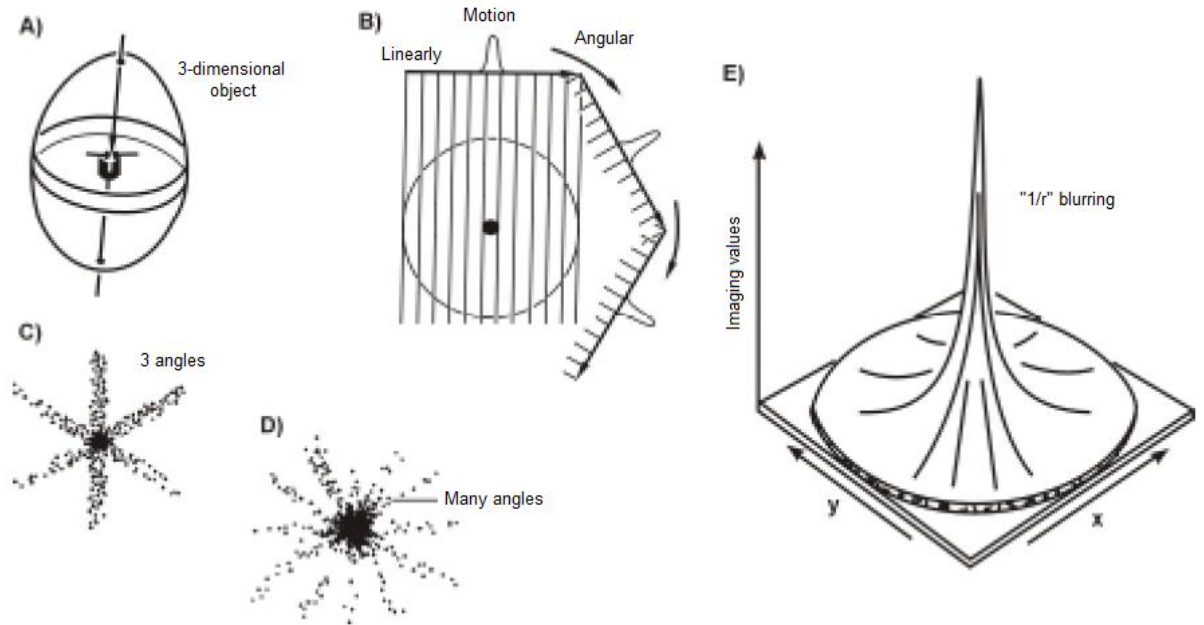 A)
3-dimensional
object
B)
Motion
Linearly
Angular
E)
"1/r" blurring
Imaging values
y
x
C)
3 angles
D)
Many angles